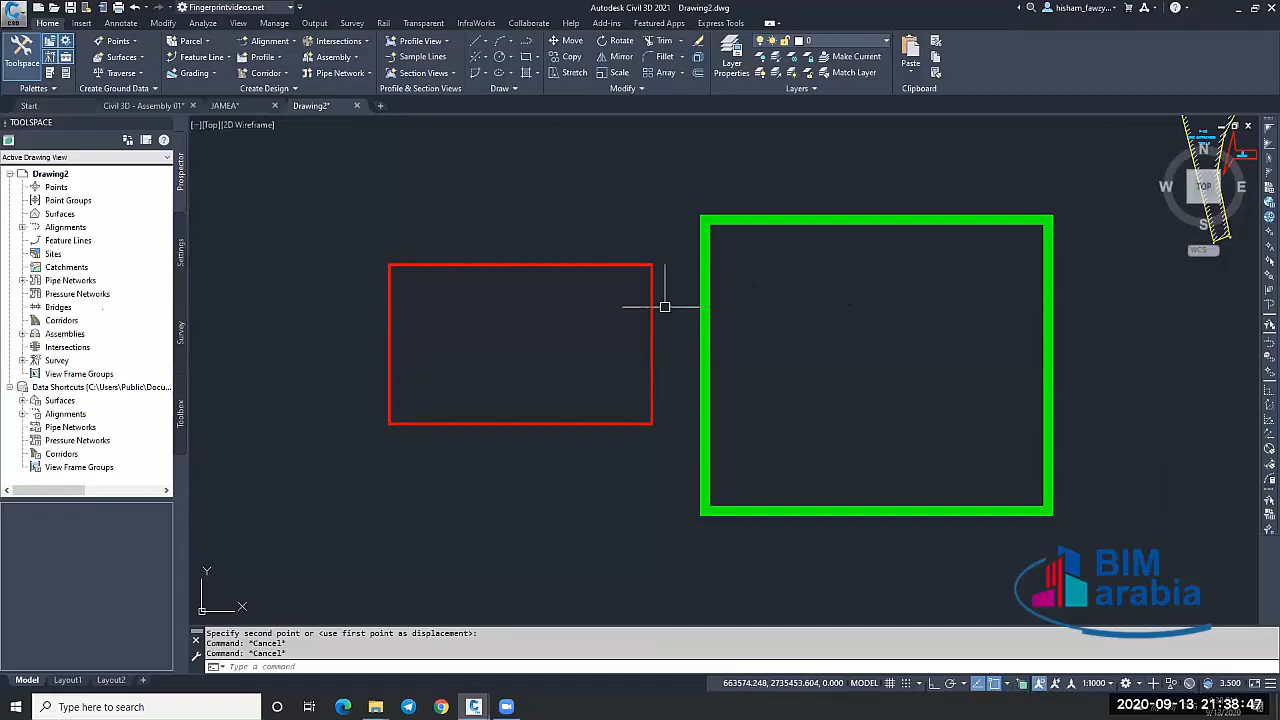 Fingerprintvideos.net
Autodesk Civil 3D 2021 Drawing2.dwg
hisham_fawzy...
Home Insert Annotate Modify Analyze View Manage Output Survey Rail Transparent InfraWorks Collaborate Help Add-ins Featured Apps Express Tools
Toolspace
Points
Surfaces
Traverse
Parcel
Feature Line
Grading
Alignment
Profile
Corridor
Intersections
Assembly
Pipe Network
Profile View
Sample Lines
Section Views
Move
Copy
Stretch
Rotate
Mirror
Scale
Trim
Fillet
Array
Layer
Properties
0
Make Current
Match Layer
Paste
Palettes
Create Ground Data
Create Design
Profile & Section Views
Draw
Modify
Layers
Clipboard
Start Civil 3D - Assembly 01* JAMEA* Drawing2*
TOOLSPACE
[−][Top][2D Wireframe]
Active Drawing View
Drawing2
Points
Point Groups
Surfaces
Alignments
Feature Lines
Sites
Catchments
Pipe Networks
Pressure Networks
Bridges
Corridors
Assemblies
Intersections
Survey
View Frame Groups
Data Shortcuts [C:\Users\Public\Docu...
Surfaces
Alignments
Pipe Networks
Pressure Networks
Corridors
View Frame Groups
Prospector
Settings
Survey
Toolbox
N
W TOP E
S
WCS
Y
X
BIM
arabia
Specify second point or <use first point as displacement>:
Command: *Cancel*
Command: *Cancel*
Type a command
Model Layout1 Layout2
663574.248, 2735453.604, 0.000 MODEL 1:1000 3.500
Type here to search
2020-09-13 21:38:47